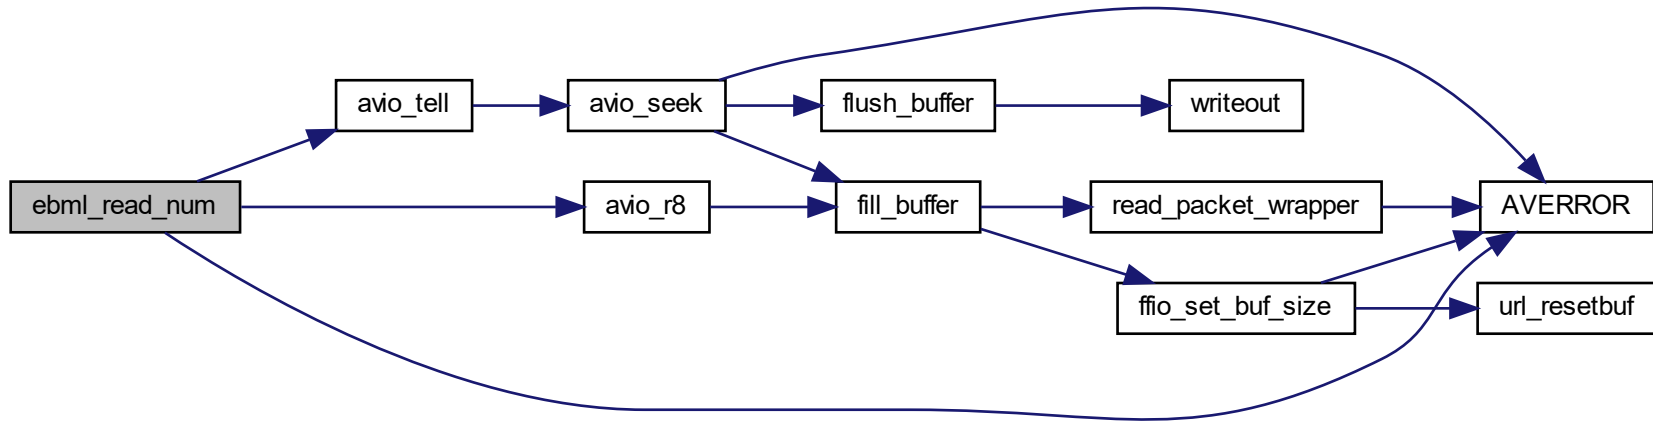 avio_tell
avio_seek
flush_buffer
writeout
ebml_read_num
avio_r8
fill_buffer
read_packet_wrapper
AVERROR
ffio_set_buf_size
url_resetbuf